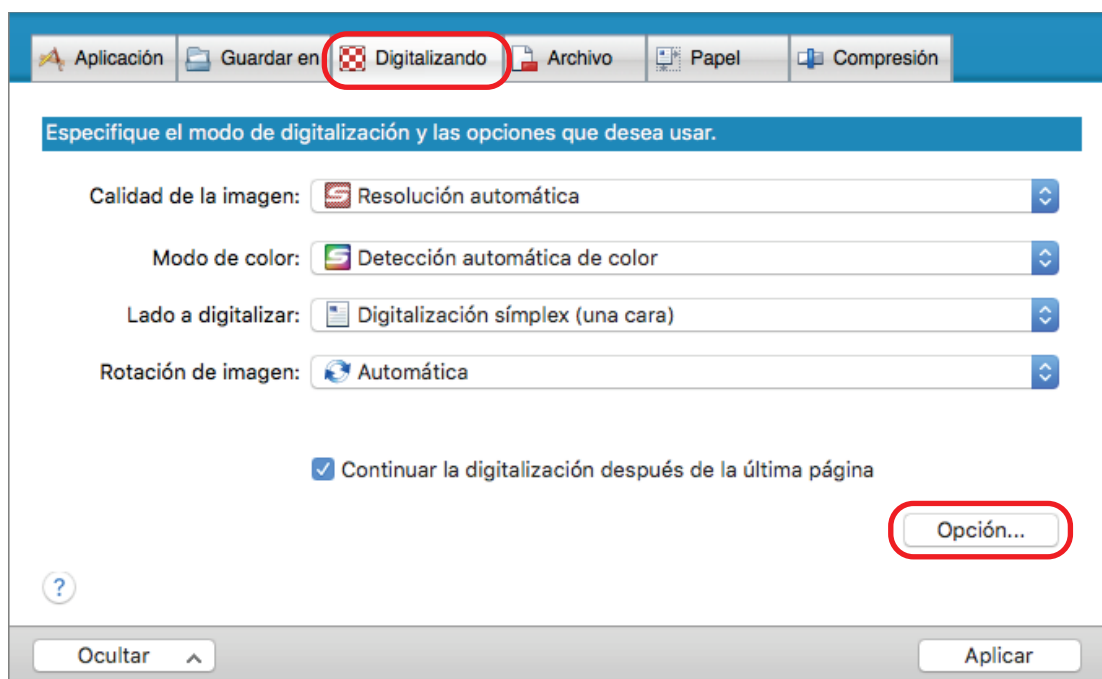 Aplicación Guardar en Digitalizando Archivo Papel Compresión
Especifique el modo de digitalización y las opciones que desea usar.
Calidad de la imagen: Resolución automática
Modo de color: Detección automática de color
Lado a digitalizar: Digitalización símplex (una cara)
Rotación de imagen: Automática
Continuar la digitalización después de la última página
Opción...
?
Ocultar Aplicar